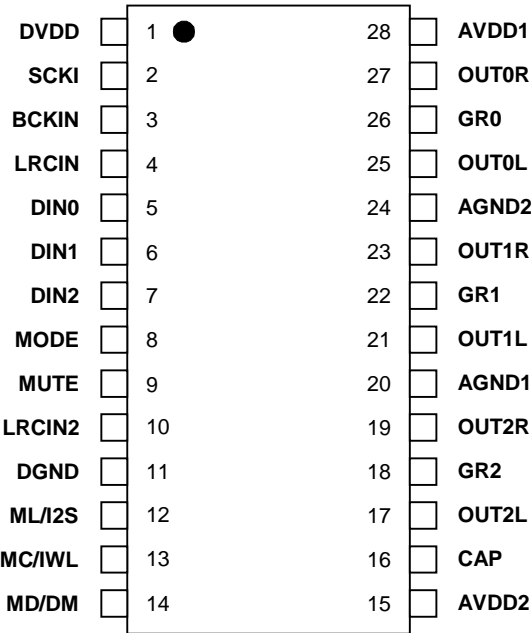 DVDD 1 28 AVDD1
SCKI 2 27 OUT0R
BCKIN 3 26 GR0
LRCIN 4 25 OUT0L
DIN0 5 24 AGND2
DIN1 6 23 OUT1R
DIN2 7 22 GR1
MODE 8 21 OUT1L
MUTE 9 20 AGND1
LRCIN2 10 19 OUT2R
DGND 11 18 GR2
ML/I2S 12 17 OUT2L
MC/IWL 13 16 CAP
MD/DM 14 15 AVDD2